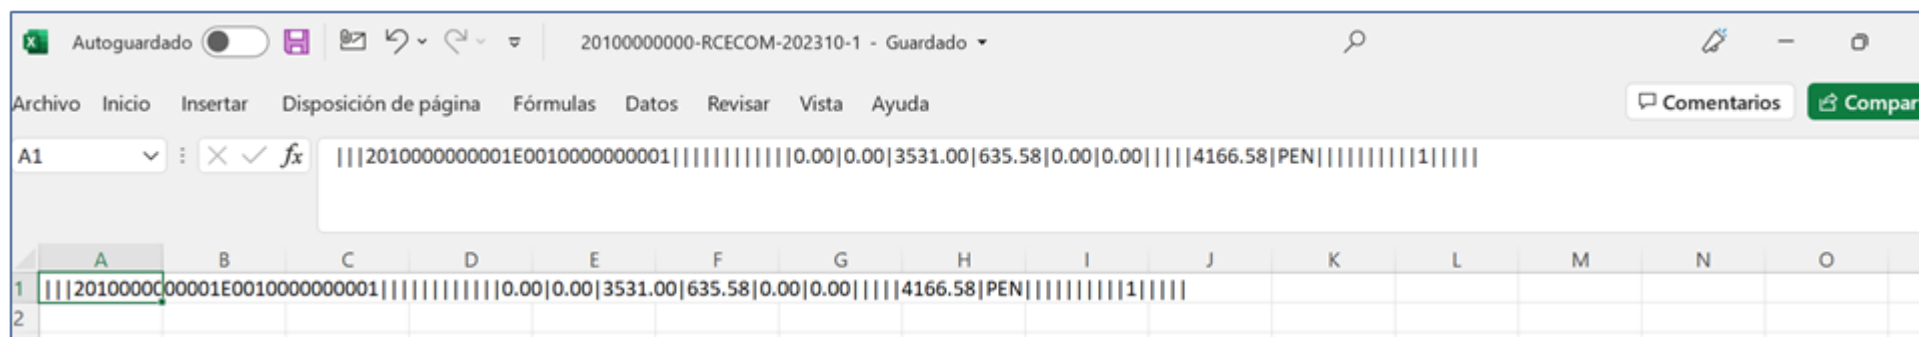 Autoguardado 20100000000-RCECOM-202310-1 - Guardado
Archivo Inicio Insertar Disposición de página Fórmulas Datos Revisar Vista Ayuda Comentarios Compar
A1 fx |||2010000000001E0010000000001||||||||||||0.00|0.00|3531.00|635.58|0.00|0.00|||||4166.58|PEN||||||||||1|||||
A B C D E F G H I J K L M N O
1 |||2010000000001E0010000000001||||||||||||0.00|0.00|3531.00|635.58|0.00|0.00|||||4166.58|PEN||||||||||1|||||
2